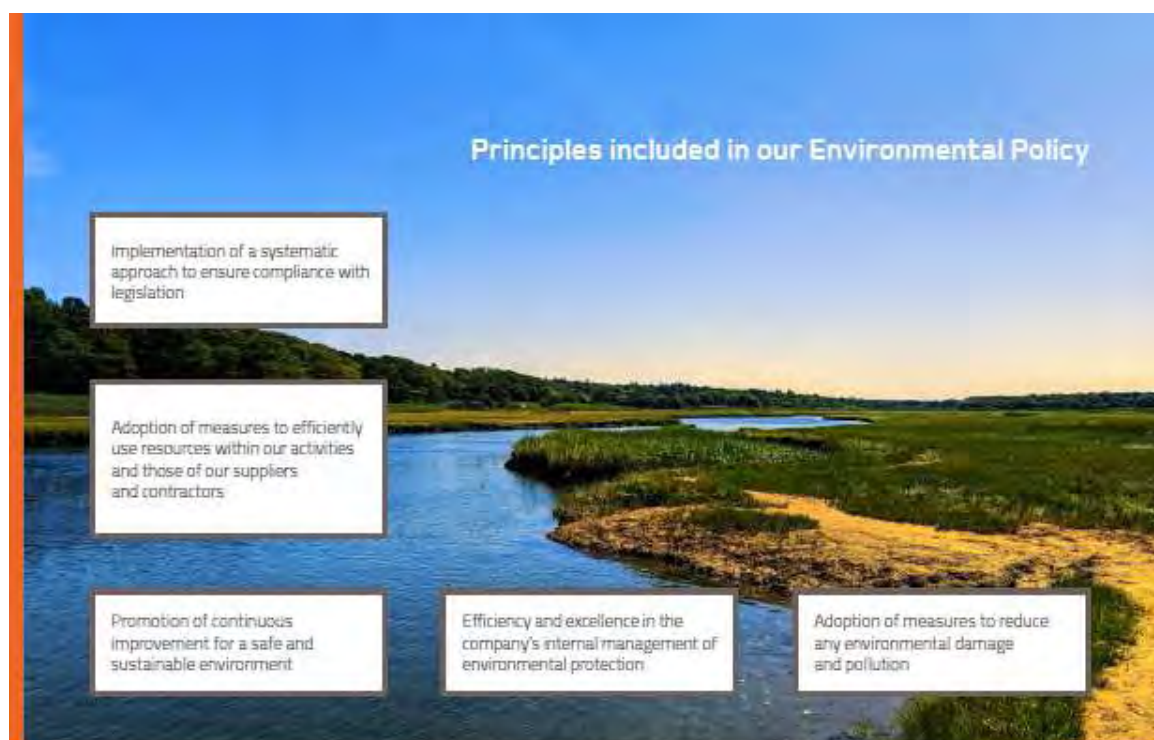 Principles included in our Environmental Policy
Implementation of a systematic
approach to ensure compliance with
legislation
Adoption of measures to efficiently
use resources within our activities
and those of our suppliers
and contractors
Promotion of continuous
improvement for a safe and
sustainable environment
Efficiency and excellence in the
company's internal management of
environmental protection
Adoption of measures to reduce
any environmental damage
and pollution